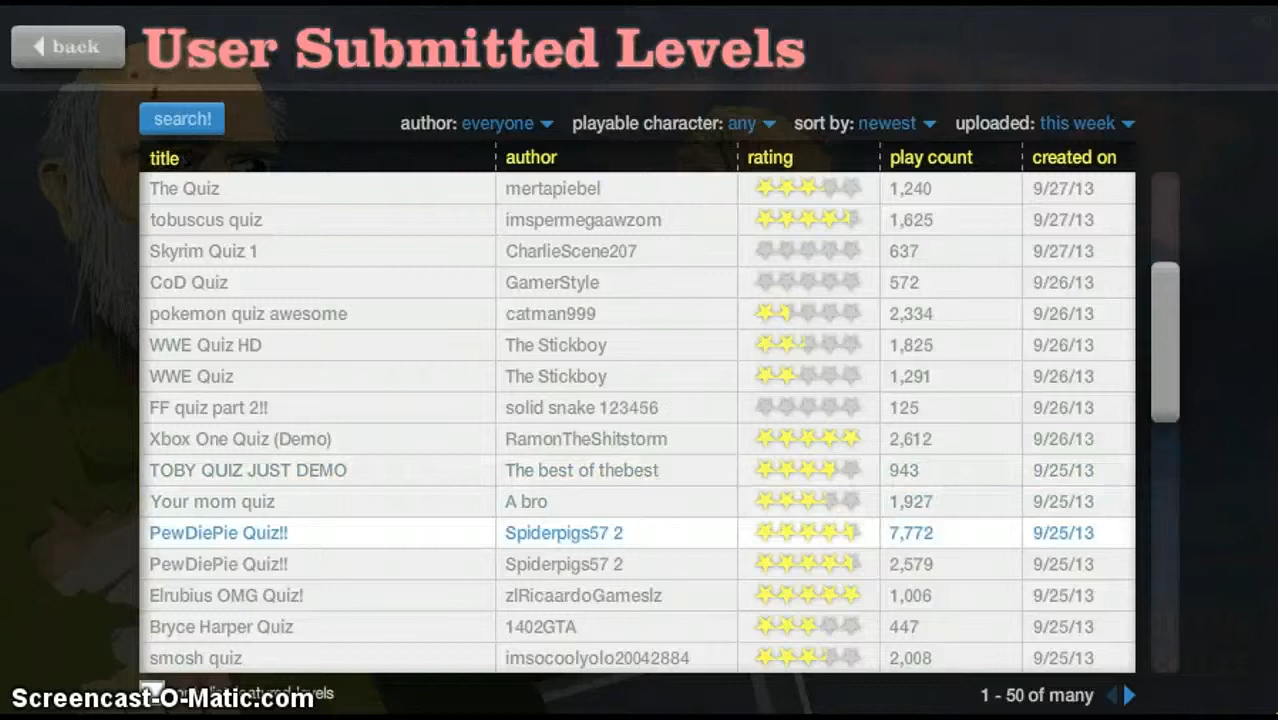 back
User Submitted Levels
search!
author: everyone playable character: any sort by: newest uploaded: this week
title author rating play count created on
The Quiz mertapiebel 1,240 9/27/13
tobuscus quiz imspermegaawzom 1,625 9/27/13
Skyrim Quiz 1 CharlieScene207 637 9/27/13
CoD Quiz GamerStyle 572 9/26/13
pokemon quiz awesome catman999 2,334 9/26/13
WWE Quiz HD The Stickboy 1,825 9/26/13
WWE Quiz The Stickboy 1,291 9/26/13
FF quiz part 2!! solid snake 123456 125 9/26/13
Xbox One Quiz (Demo) RamonTheShitstorm 2,612 9/26/13
TOBY QUIZ JUST DEMO The best of thebest 943 9/25/13
Your mom quiz A bro 1,927 9/25/13
PewDiePie Quiz!! Spiderpigs57 2 7,772 9/25/13
PewDiePie Quiz!! Spiderpigs57 2 2,579 9/25/13
Elrubius OMG Quiz! zlRicaardoGameslz 1,006 9/25/13
Bryce Harper Quiz 1402GTA 447 9/25/13
smosh quiz imsocoolyolo20042884 2,008 9/25/13
levels 1 - 50 of many
Screencast-O-Matic.com